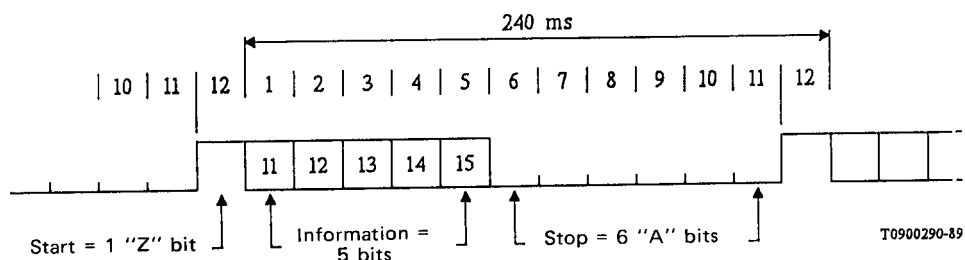 240 ms
10 11 12 1 2 3 4 5 6 7 8 9 10 11 12
11 12 13 14 15
Start = 1 "Z" bit
Information =
5 bits
Stop = 6 "A" bits
T0900290-89